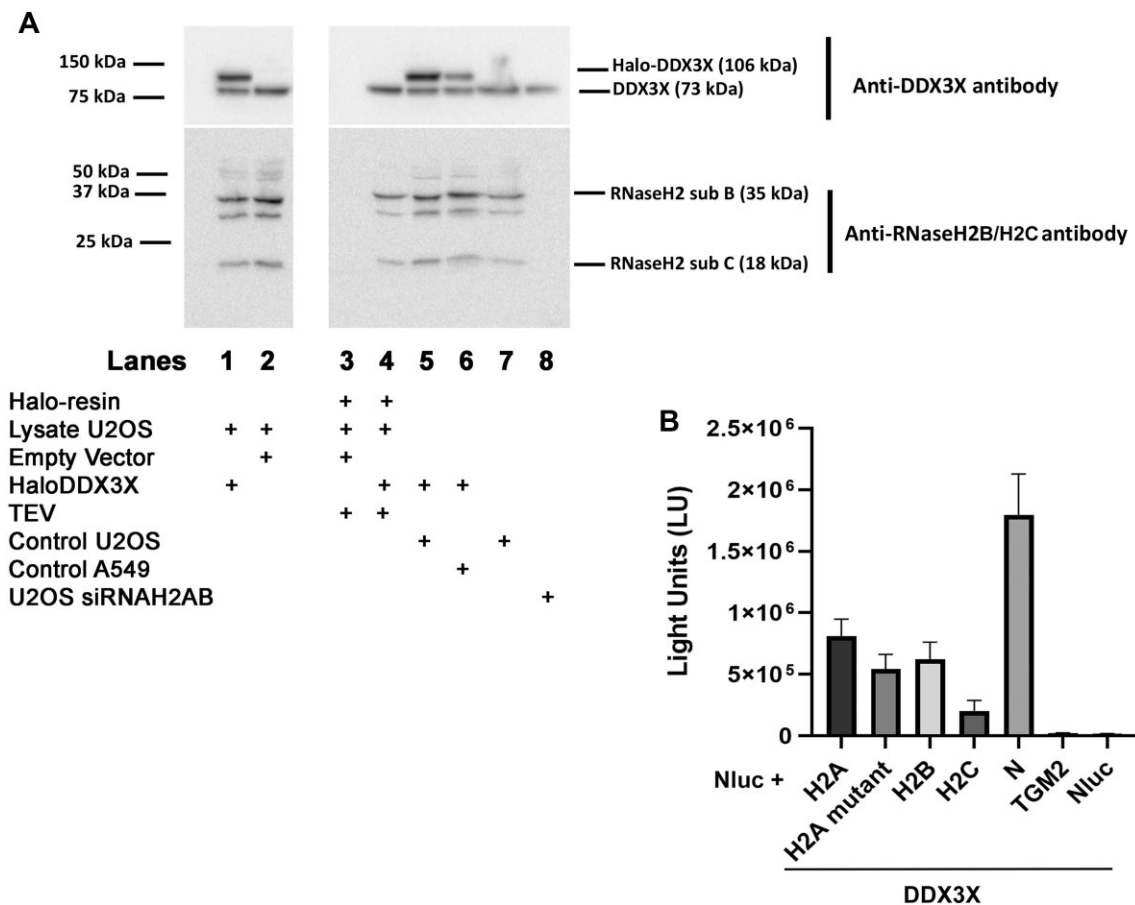 A
150 kDa
75 kDa
Halo-DDX3X (106 kDa)
DDX3X (73 kDa)
Anti-DDX3X antibody
50 kDa
37 kDa
25 kDa
RNaseH2 sub B (35 kDa)
RNaseH2 sub C (18 kDa)
Anti-RNaseH2B/H2C antibody
Lanes 1 2 3 4 5 6 7 8
Halo-resin + +
Lysate U2OS + + + +
Empty Vector + +
HaloDDX3X + + + +
TEV + +
Control U2OS + +
Control A549 +
U2OS siRNAH2AB +
B
Light Units (LU)
2.5×10⁶
2×10⁶
1.5×10⁶
1×10⁶
5×10⁵
0
Nluc +
H2A
H2A mutant
H2B
H2C
N
TGM2
Nluc
DDX3X